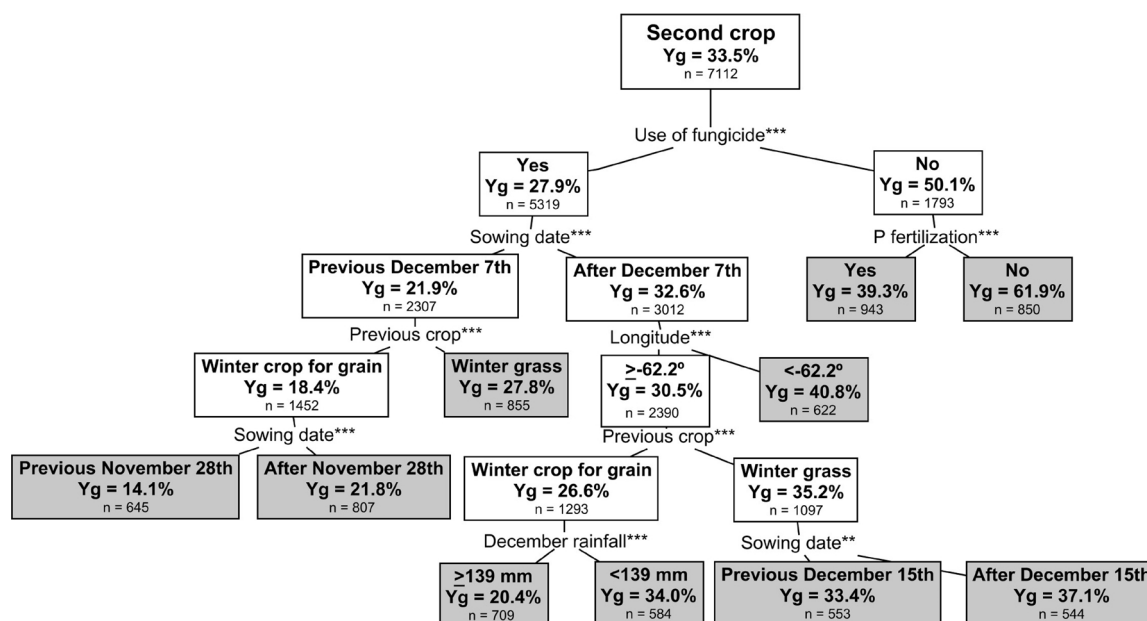 Second crop
Yg = 33.5%
n = 7112
Use of fungicide***
Yes
Yg = 27.9%
n = 5319
No
Yg = 50.1%
n = 1793
Sowing date***
P fertilization***
Previous December 7th
Yg = 21.9%
n = 2307
After December 7th
Yg = 32.6%
n = 3012
Yes
Yg = 39.3%
n = 943
No
Yg = 61.9%
n = 850
Previous crop***
Longitude***
Winter crop for grain
Yg = 18.4%
n = 1452
Winter grass
Yg = 27.8%
n = 855
≥-62.2º
Yg = 30.5%
n = 2390
<-62.2º
Yg = 40.8%
n = 622
Sowing date***
Previous crop***
Previous November 28th
Yg = 14.1%
n = 645
After November 28th
Yg = 21.8%
n = 807
Winter crop for grain
Yg = 26.6%
n = 1293
Winter grass
Yg = 35.2%
n = 1097
December rainfall***
Sowing date**
≥139 mm
Yg = 20.4%
n = 709
<139 mm
Yg = 34.0%
n = 584
Previous December 15th
Yg = 33.4%
n = 553
After December 15th
Yg = 37.1%
n = 544